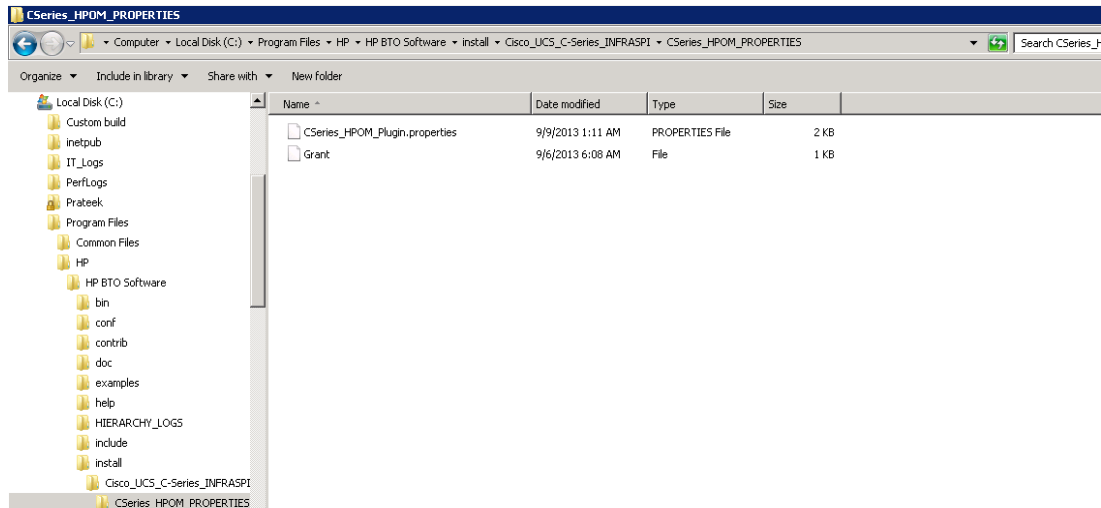 CSeries_HPOM_PROPERTIES
Computer Local Disk (C:) Program Files HP HP BTO Software install Cisco_UCS_C-Series_INFRASPI CSeries_HPOM_PROPERTIES Search CSeries_H
Organize Include in library Share with New folder
Local Disk (C:) Name Date modified Type Size
Custom build CSeries_HPOM_Plugin.properties 9/9/2013 1:11 AM PROPERTIES File 2 KB
inetpub Grant 9/6/2013 6:08 AM File 1 KB
IT_Logs
PerfLogs
Prateek
Program Files
Common Files
HP
HP BTO Software
bin
conf
contrib
doc
examples
help
HIERARCHY_LOGS
include
install
Cisco_UCS_C-Series_INFRASPI
CSeries_HPOM_PROPERTIES